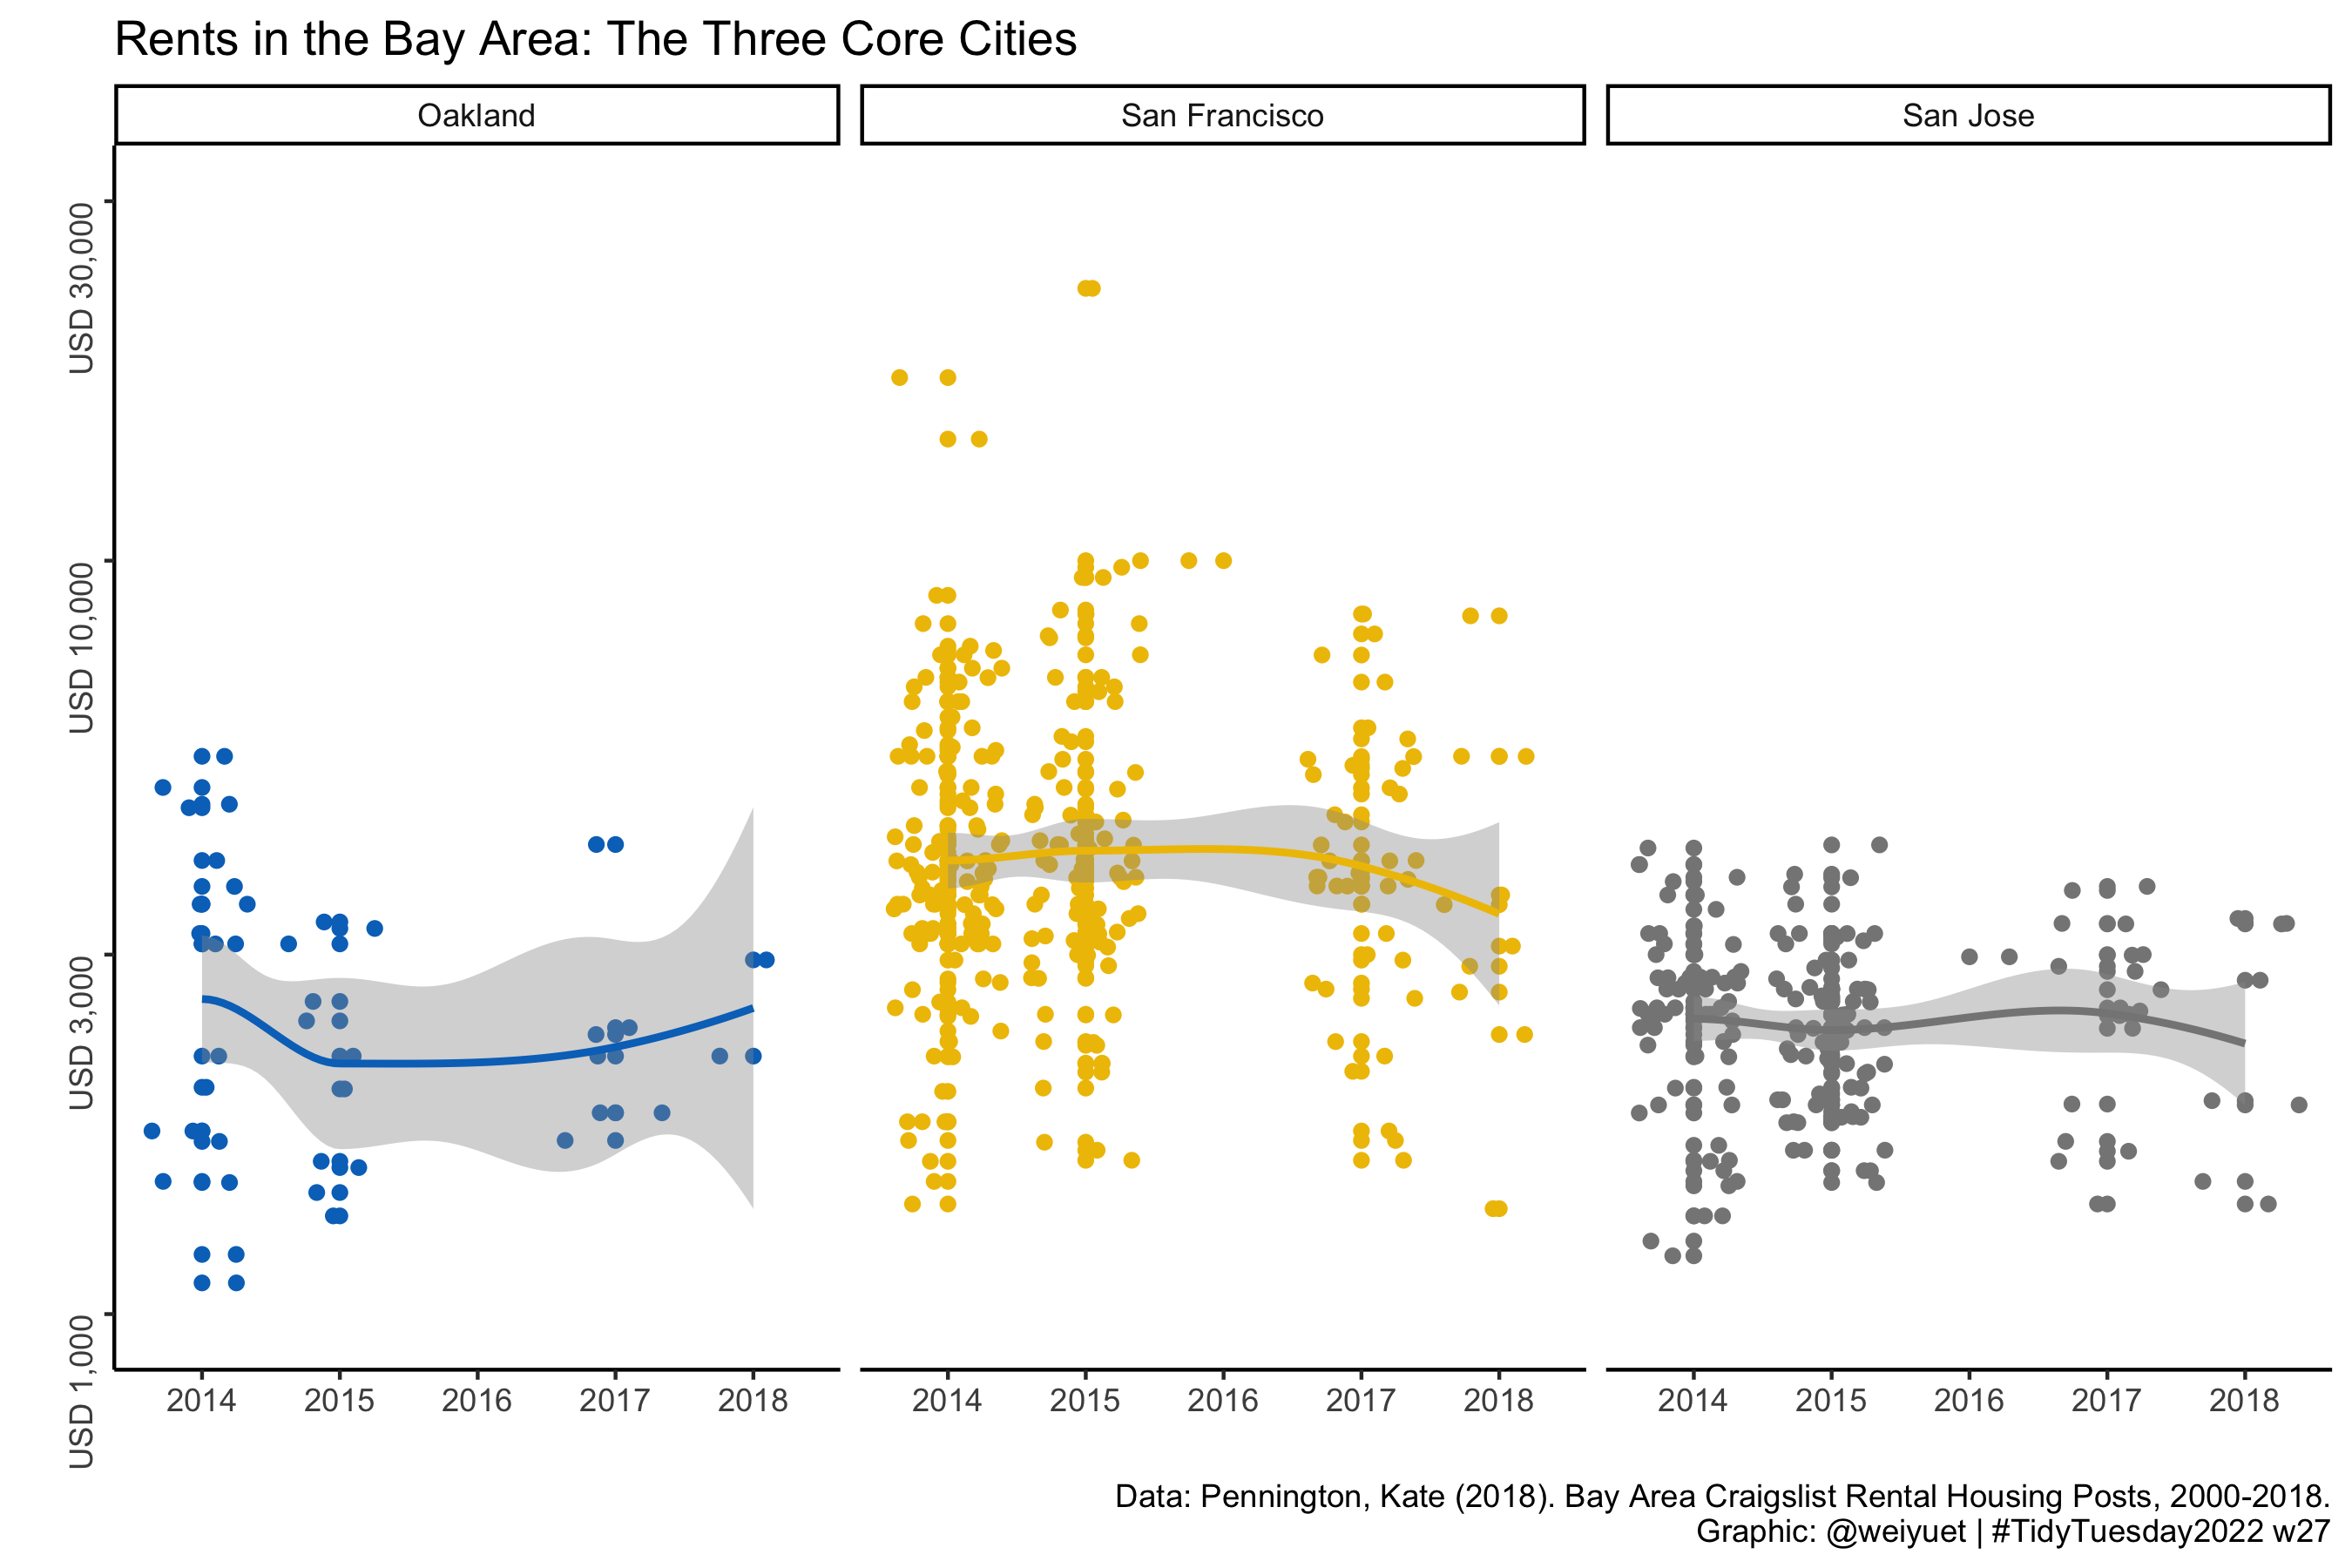 Rents in the Bay Area: The Three Core Cities
Oakland
San Francisco
San Jose
USD 30,000
USD 10,000
USD 3,000
USD 1,000
2014 2015 2016 2017 2018
2014 2015 2016 2017 2018
2014 2015 2016 2017 2018
Data: Pennington, Kate (2018). Bay Area Craigslist Rental Housing Posts, 2000-2018.
Graphic: @weiyuet | #TidyTuesday2022 w27